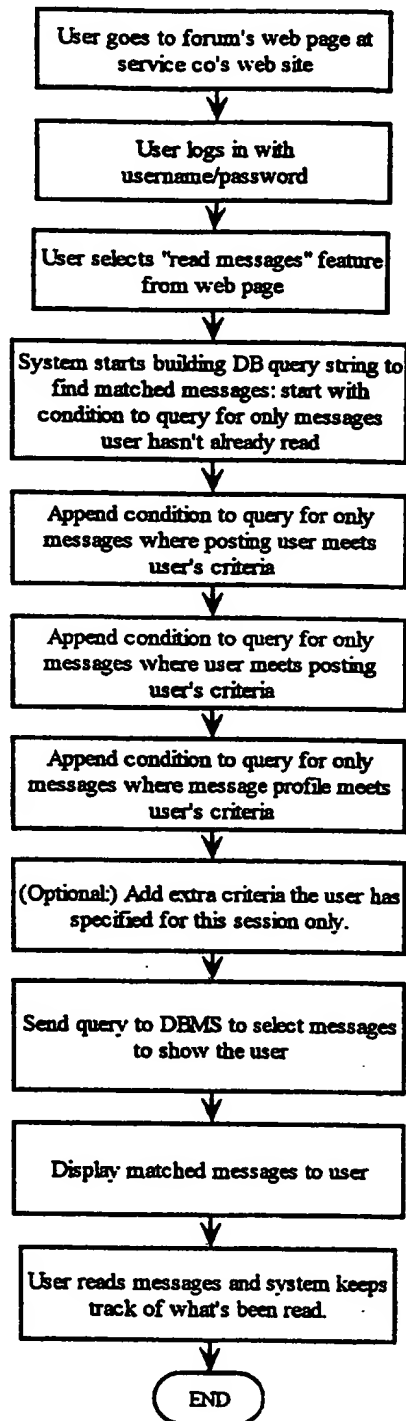 User goes to forum's web page at
service co's web site
User logs in with
username/password
User selects "read messages" feature
from web page
System starts building DB query string to
find matched messages: start with
condition to query for only messages
user hasn't already read
Append condition to query for only
messages where posting user meets
user's criteria
Append condition to query for only
messages where user meets posting
user's criteria
Append condition to query for only
messages where message profile meets
user's criteria
(Optional:) Add extra criteria the user has
specified for this session only.
Send query to DBMS to select messages
to show the user
Display matched messages to user
User reads messages and system keeps
track of what's been read.
END